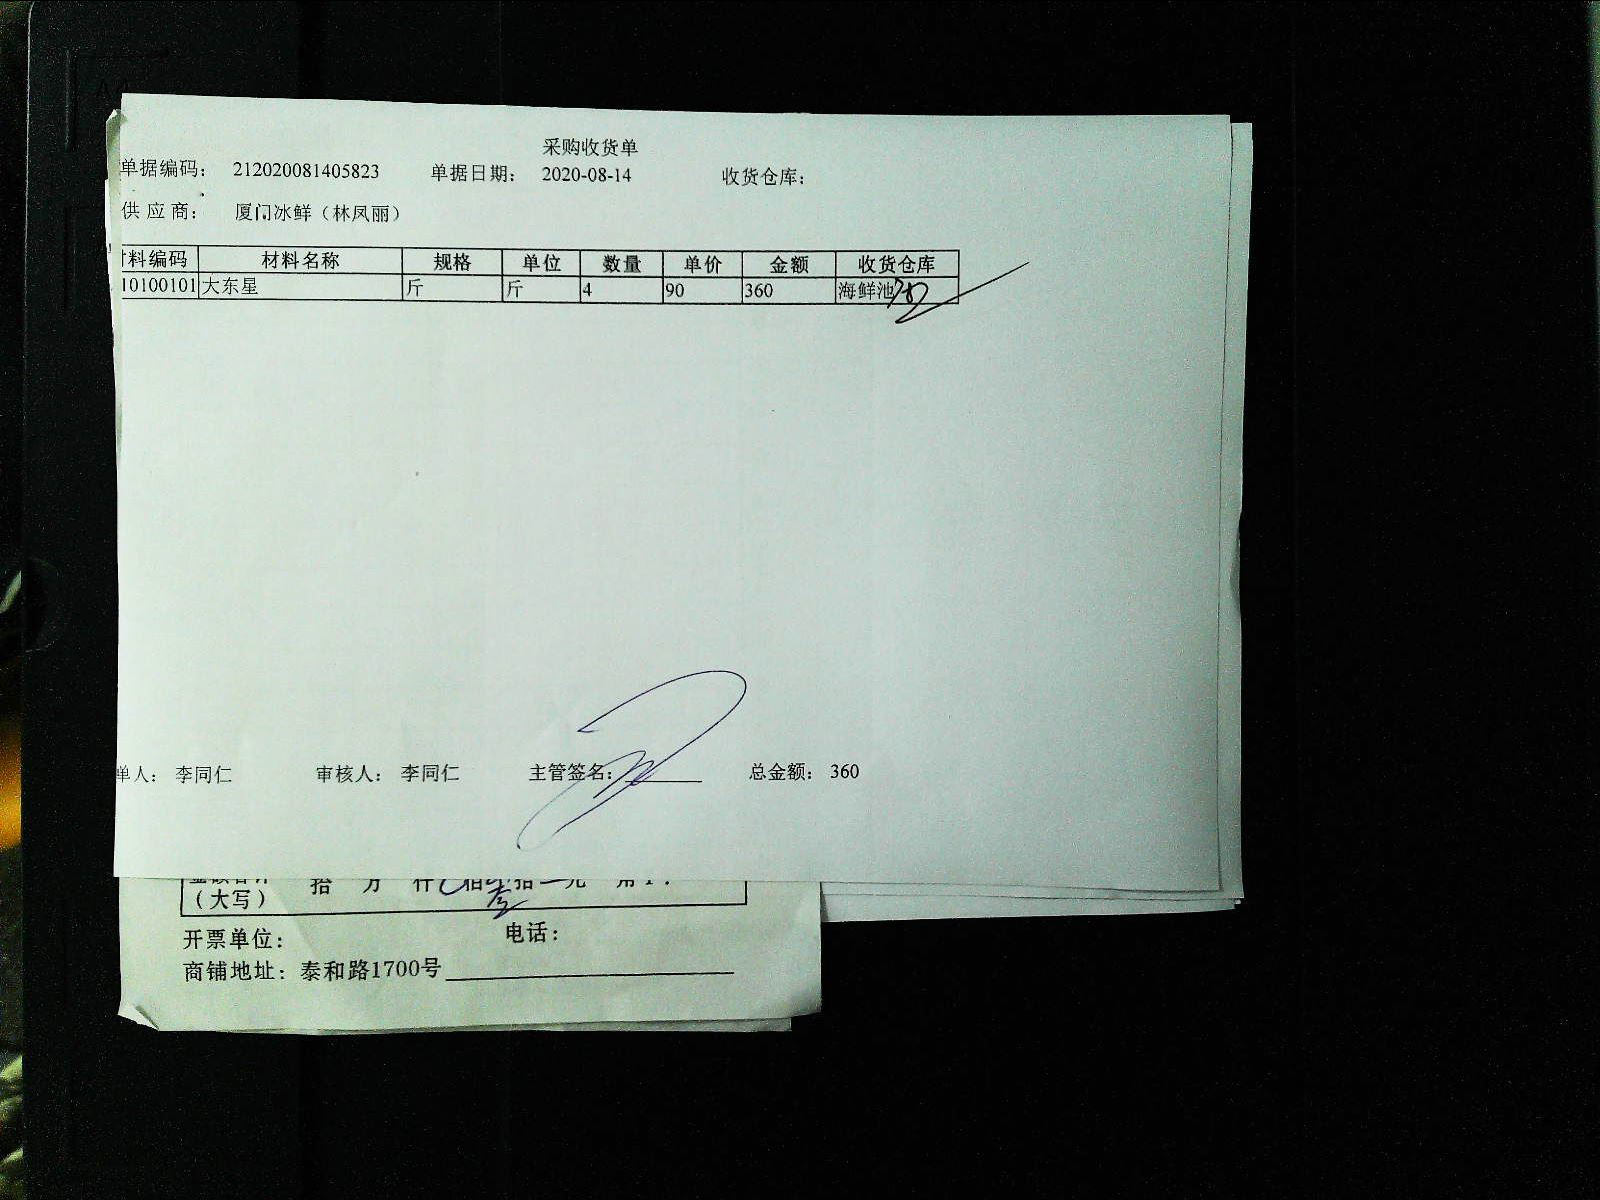 采购收货单
单据编码： 212020081405823 单据日期： 2020-08-14 收货仓库：
供 应 商： 厦门冰鲜（林凤丽）
料编码 材料名称 规格 单位 数量 单价 金额 收货仓库
10100101 大东星 斤 斤 4 90 360 海鲜池
单人： 李同仁 审核人： 李同仁 主管签名： 总金额： 360
（大写）
开票单位： 电话：
商铺地址：泰和路1700号